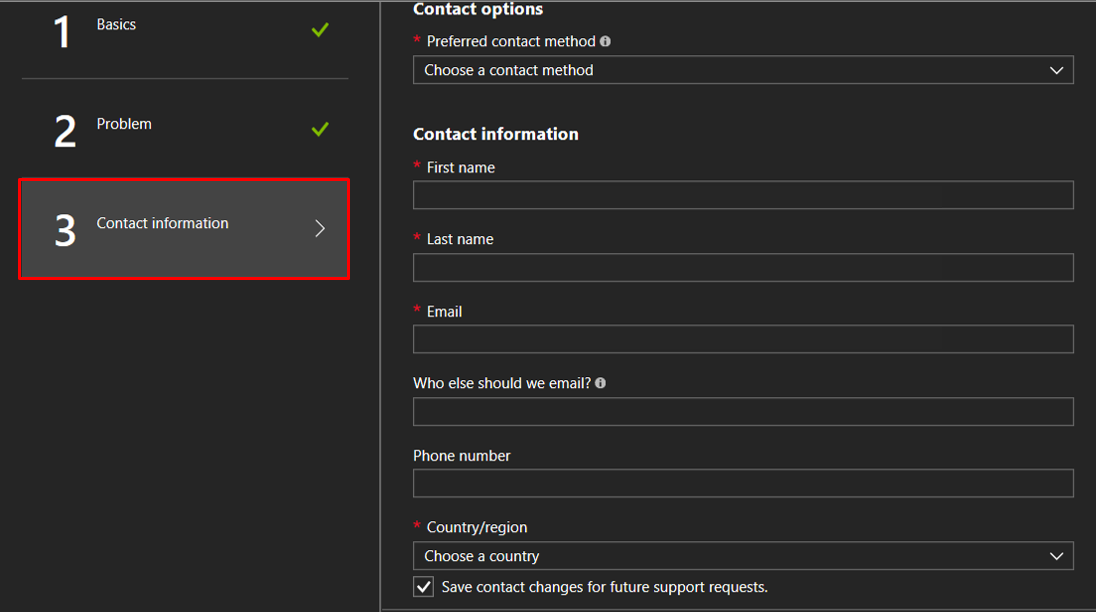 1 Basics
2 Problem
3 Contact information
Contact options
* Preferred contact method
Choose a contact method
Contact information
* First name
* Last name
* Email
Who else should we email?
Phone number
* Country/region
Choose a country
Save contact changes for future support requests.